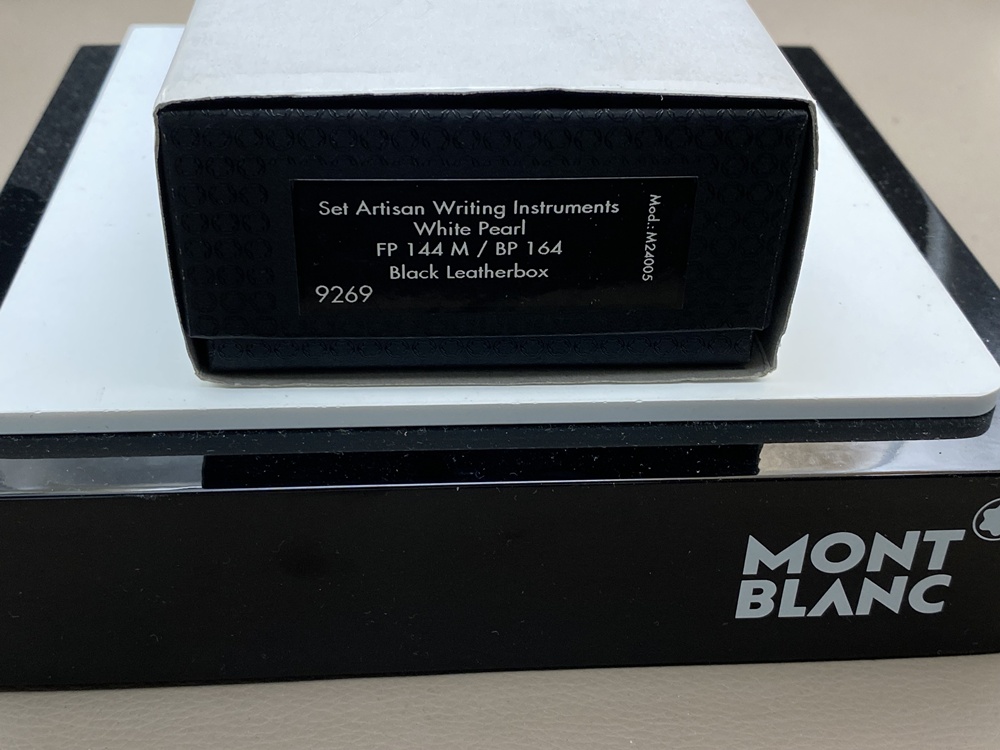 Set Artisan Writing Instruments
White Pearl
FP 144 M / BP 164
Black Leatherbox
9269
Mod.: M24005
MONT
BLANC